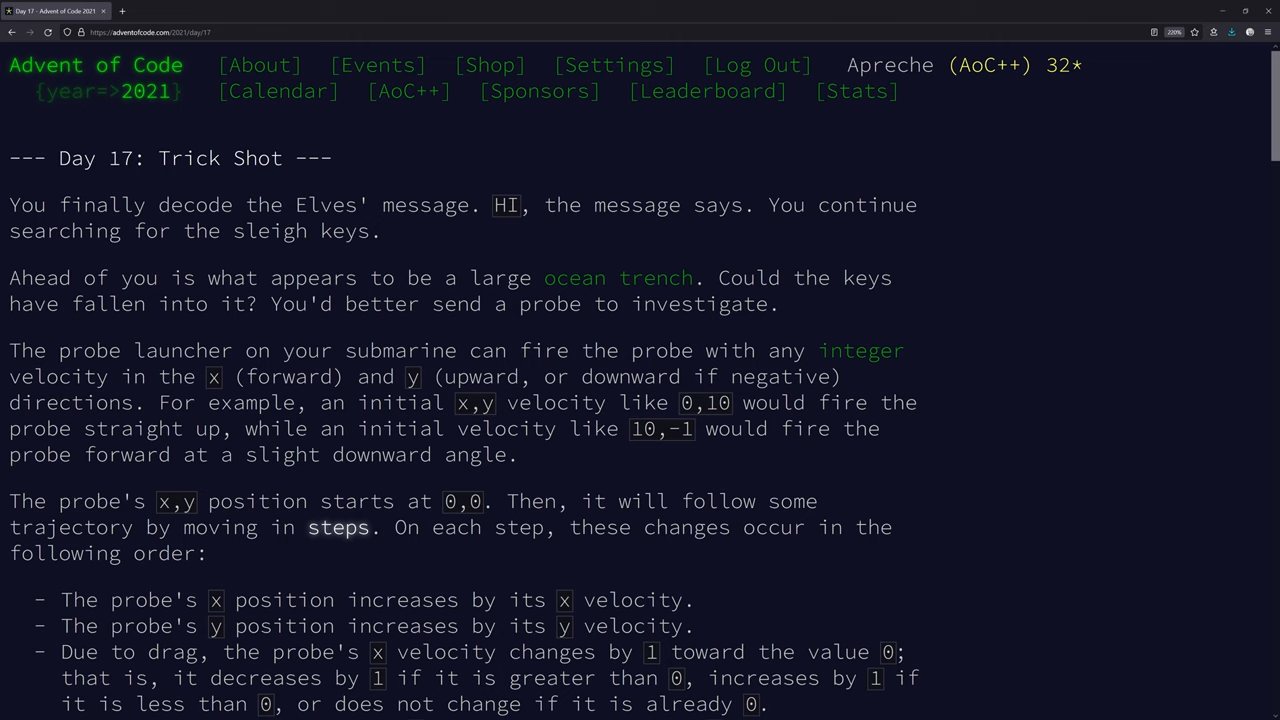 Day 17 - Advent of Code 2021
https://adventofcode.com/2021/day/17
220%
Advent of Code [About] [Events] [Shop] [Settings] [Log Out] Apreche (AoC++) 32*
{year=>2021} [Calendar] [AoC++] [Sponsors] [Leaderboard] [Stats]
--- Day 17: Trick Shot ---
You finally decode the Elves' message. HI, the message says. You continue
searching for the sleigh keys.
Ahead of you is what appears to be a large ocean trench. Could the keys
have fallen into it? You'd better send a probe to investigate.
The probe launcher on your submarine can fire the probe with any integer
velocity in the x (forward) and y (upward, or downward if negative)
directions. For example, an initial x,y velocity like 0,10 would fire the
probe straight up, while an initial velocity like 10,-1 would fire the
probe forward at a slight downward angle.
The probe's x,y position starts at 0,0. Then, it will follow some
trajectory by moving in steps. On each step, these changes occur in the
following order:
- The probe's x position increases by its x velocity.
- The probe's y position increases by its y velocity.
- Due to drag, the probe's x velocity changes by 1 toward the value 0;
that is, it decreases by 1 if it is greater than 0, increases by 1 if
it is less than 0, or does not change if it is already 0.